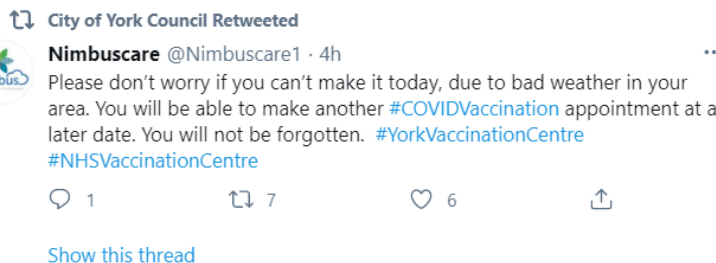 City of York Council Retweeted
Nimbuscare @Nimbuscare1 · 4h
Please don't worry if you can't make it today, due to bad weather in your
area. You will be able to make another #COVIDVaccination appointment at a
later date. You will not be forgotten. #YorkVaccinationCentre
#NHSVaccinationCentre
1 7 6
Show this thread